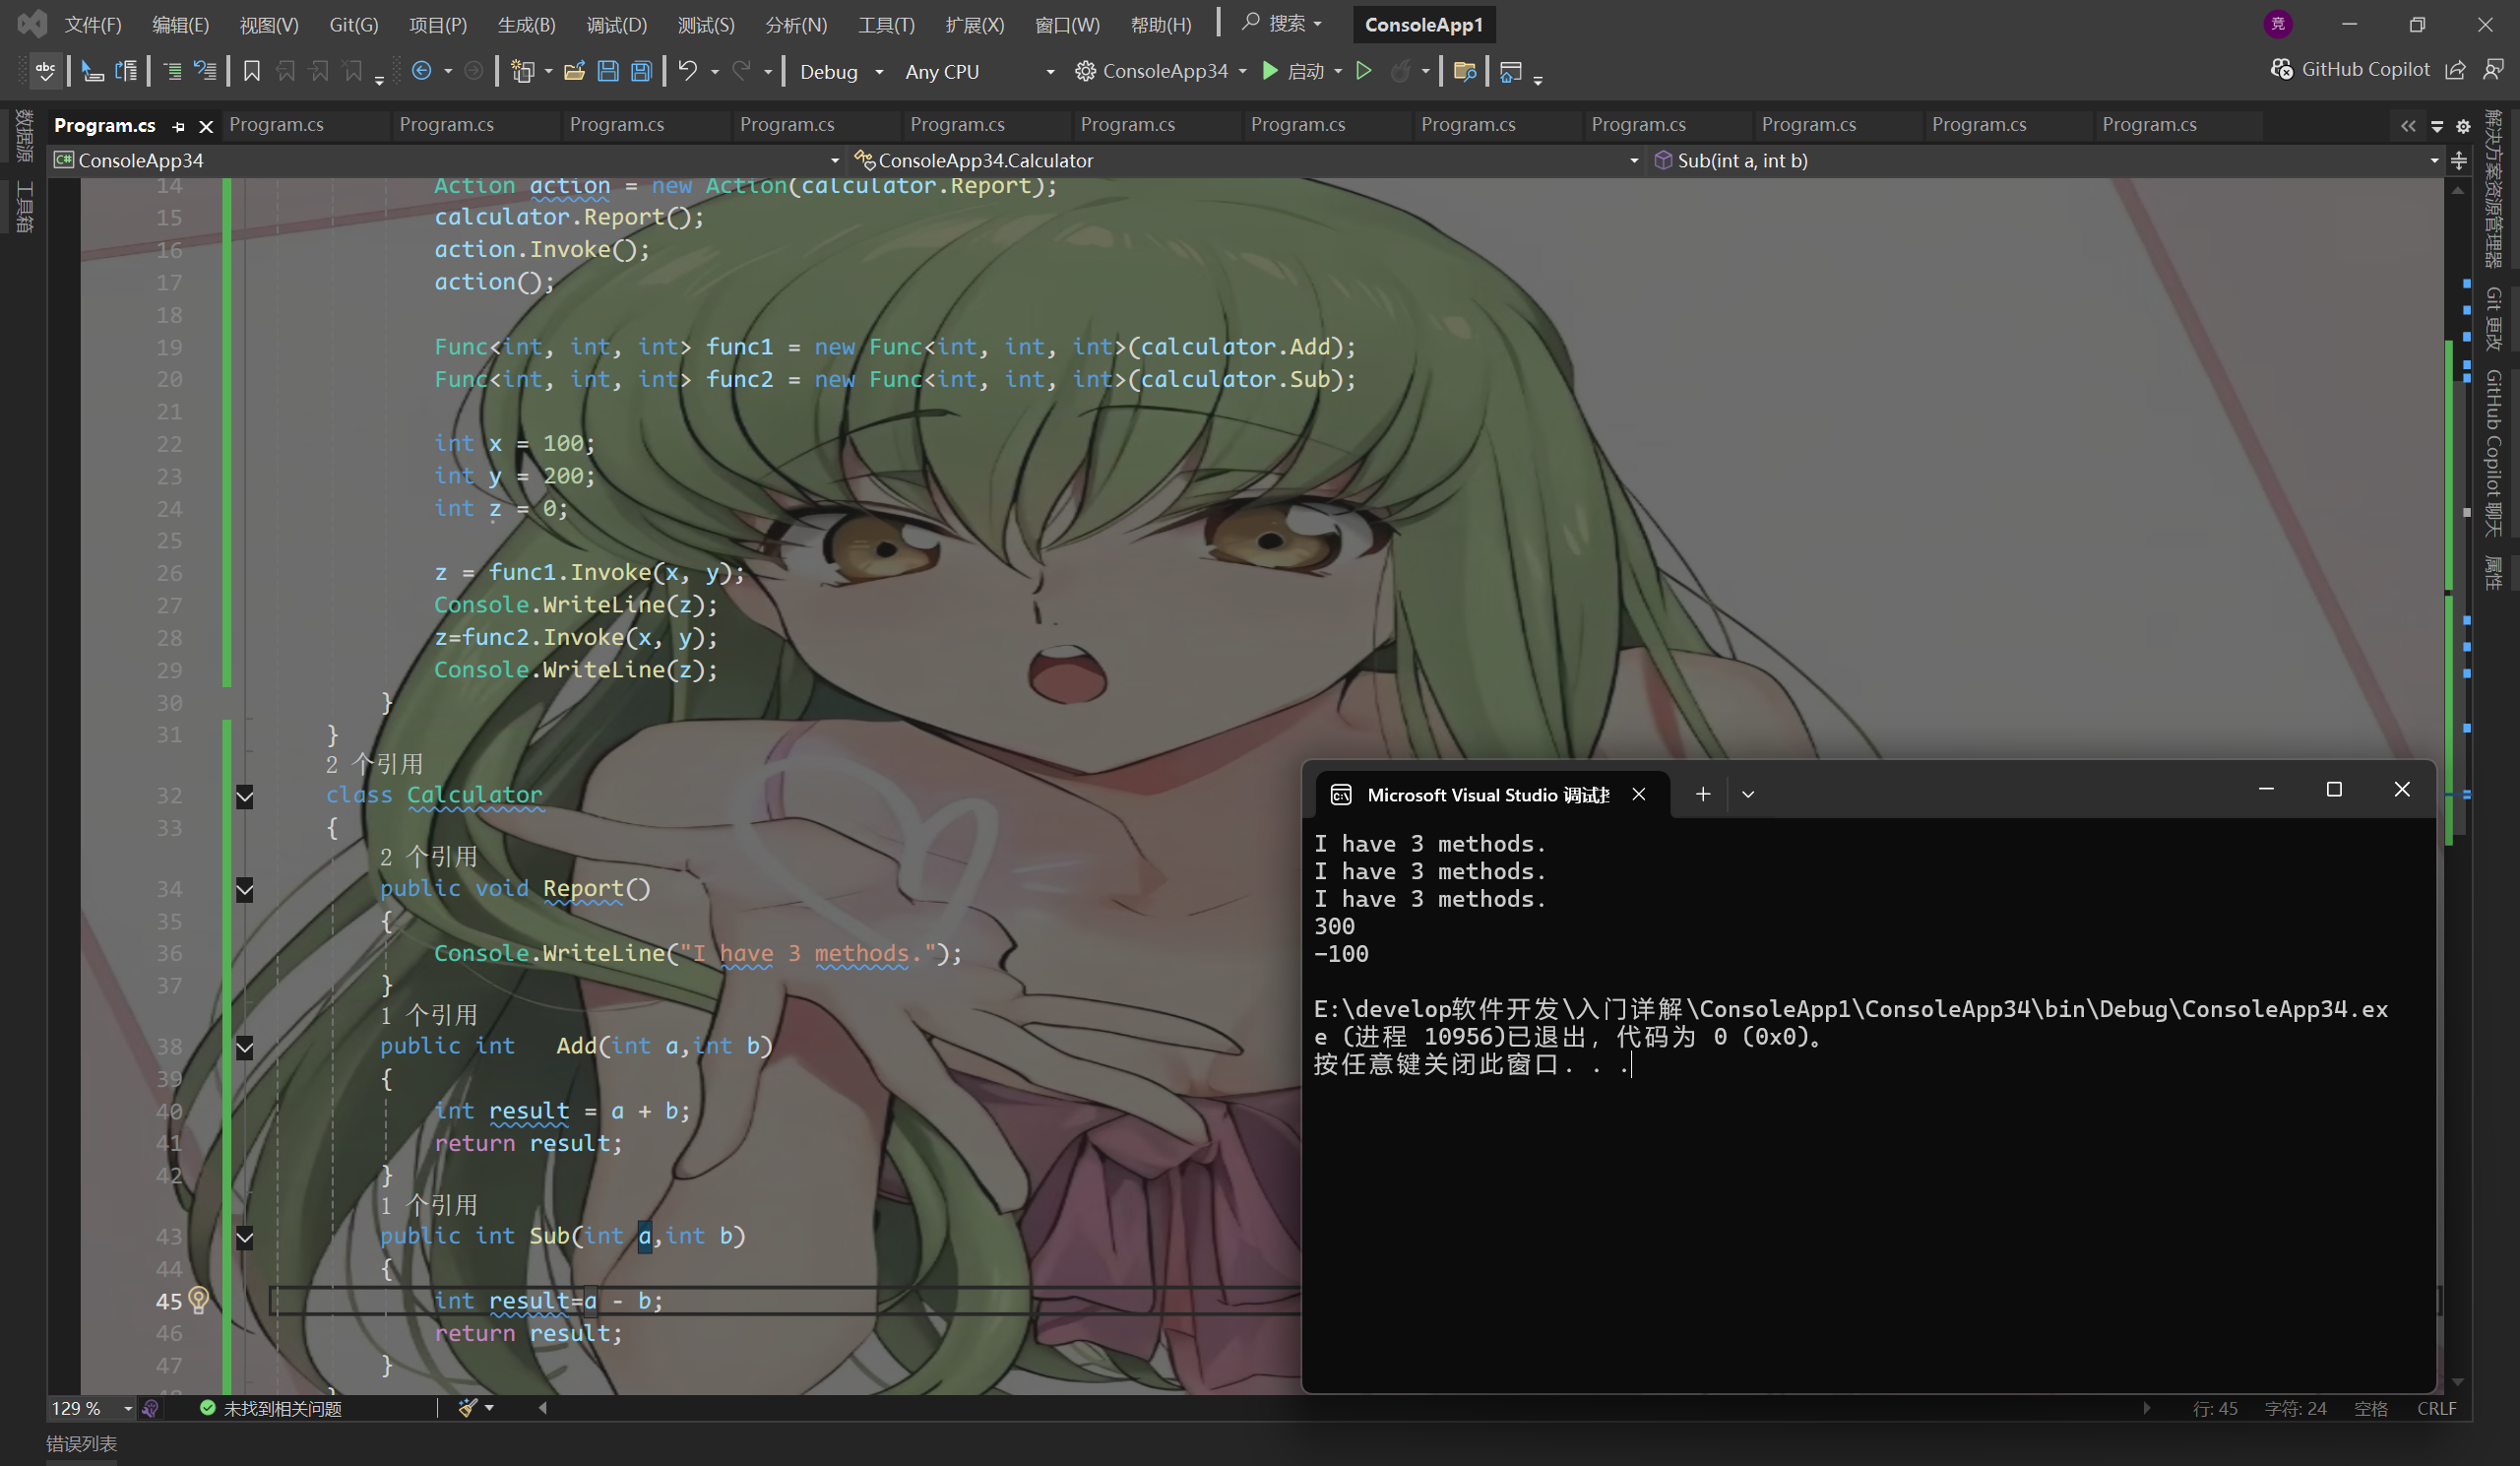 文件(F) 编辑(E) 视图(V) Git(G) 项目(P) 生成(B) 调试(D) 测试(S) 分析(N) 工具(T) 扩展(X) 窗口(W) 帮助(H) 搜索 ConsoleApp1 竞
abc Debug Any CPU ConsoleApp34 启动 GitHub Copilot
Program.cs Program.cs Program.cs Program.cs Program.cs Program.cs Program.cs Program.cs Program.cs Program.cs Program.cs Program.cs Program.cs
C# ConsoleApp34 ConsoleApp34.Calculator Sub(int a, int b)
数据源
工具箱
14 Action action = new Action(calculator.Report);
15 calculator.Report();
16 action.Invoke();
17 action();
18
19 Func<int, int, int> func1 = new Func<int, int, int>(calculator.Add);
20 Func<int, int, int> func2 = new Func<int, int, int>(calculator.Sub);
21
22 int x = 100;
23 int y = 200;
24 int z = 0;
25
26 z = func1.Invoke(x, y);
27 Console.WriteLine(z);
28 z=func2.Invoke(x, y);
29 Console.WriteLine(z);
30 }
31 }
2 个引用
32 class Calculator
33 {
2 个引用
34 public void Report()
35 {
36 Console.WriteLine("I have 3 methods.");
37 }
1 个引用
38 public int   Add(int a,int b)
39 {
40 int result = a + b;
41 return result;
42 }
1 个引用
43 public int Sub(int a,int b)
44 {
45 int result=a - b;
46 return result;
47 }
Microsoft Visual Studio 调试
I have 3 methods.
I have 3 methods.
I have 3 methods.
300
-100
E:\develop软件开发\入门详解\ConsoleApp1\ConsoleApp34\bin\Debug\ConsoleApp34.ex
e (进程 10956)已退出，代码为 0 (0x0)。
按任意键关闭此窗口. . .
解决方案资源管理器
Git 更改
GitHub Copilot 聊天
属性
129 % 未找到相关问题 行: 45 字符: 24 空格 CRLF
错误列表